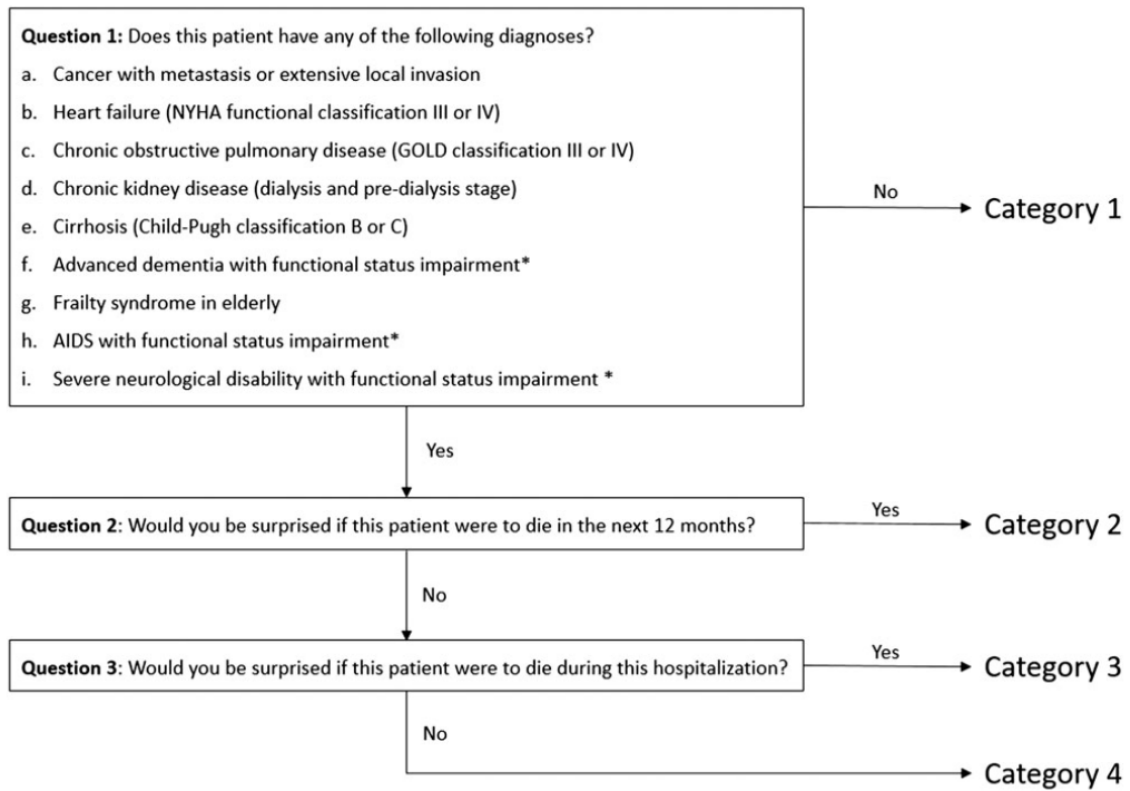 Question 1: Does this patient have any of the following diagnoses?
a. Cancer with metastasis or extensive local invasion
b. Heart failure (NYHA functional classification III or IV)
c. Chronic obstructive pulmonary disease (GOLD classification III or IV)
d. Chronic kidney disease (dialysis and pre-dialysis stage)
e. Cirrhosis (Child-Pugh classification B or C)
f. Advanced dementia with functional status impairment*
g. Frailty syndrome in elderly
h. AIDS with functional status impairment*
i. Severe neurological disability with functional status impairment *
No
Category 1
Yes
Question 2: Would you be surprised if this patient were to die in the next 12 months?
Yes
Category 2
No
Question 3: Would you be surprised if this patient were to die during this hospitalization?
Yes
Category 3
No
Category 4